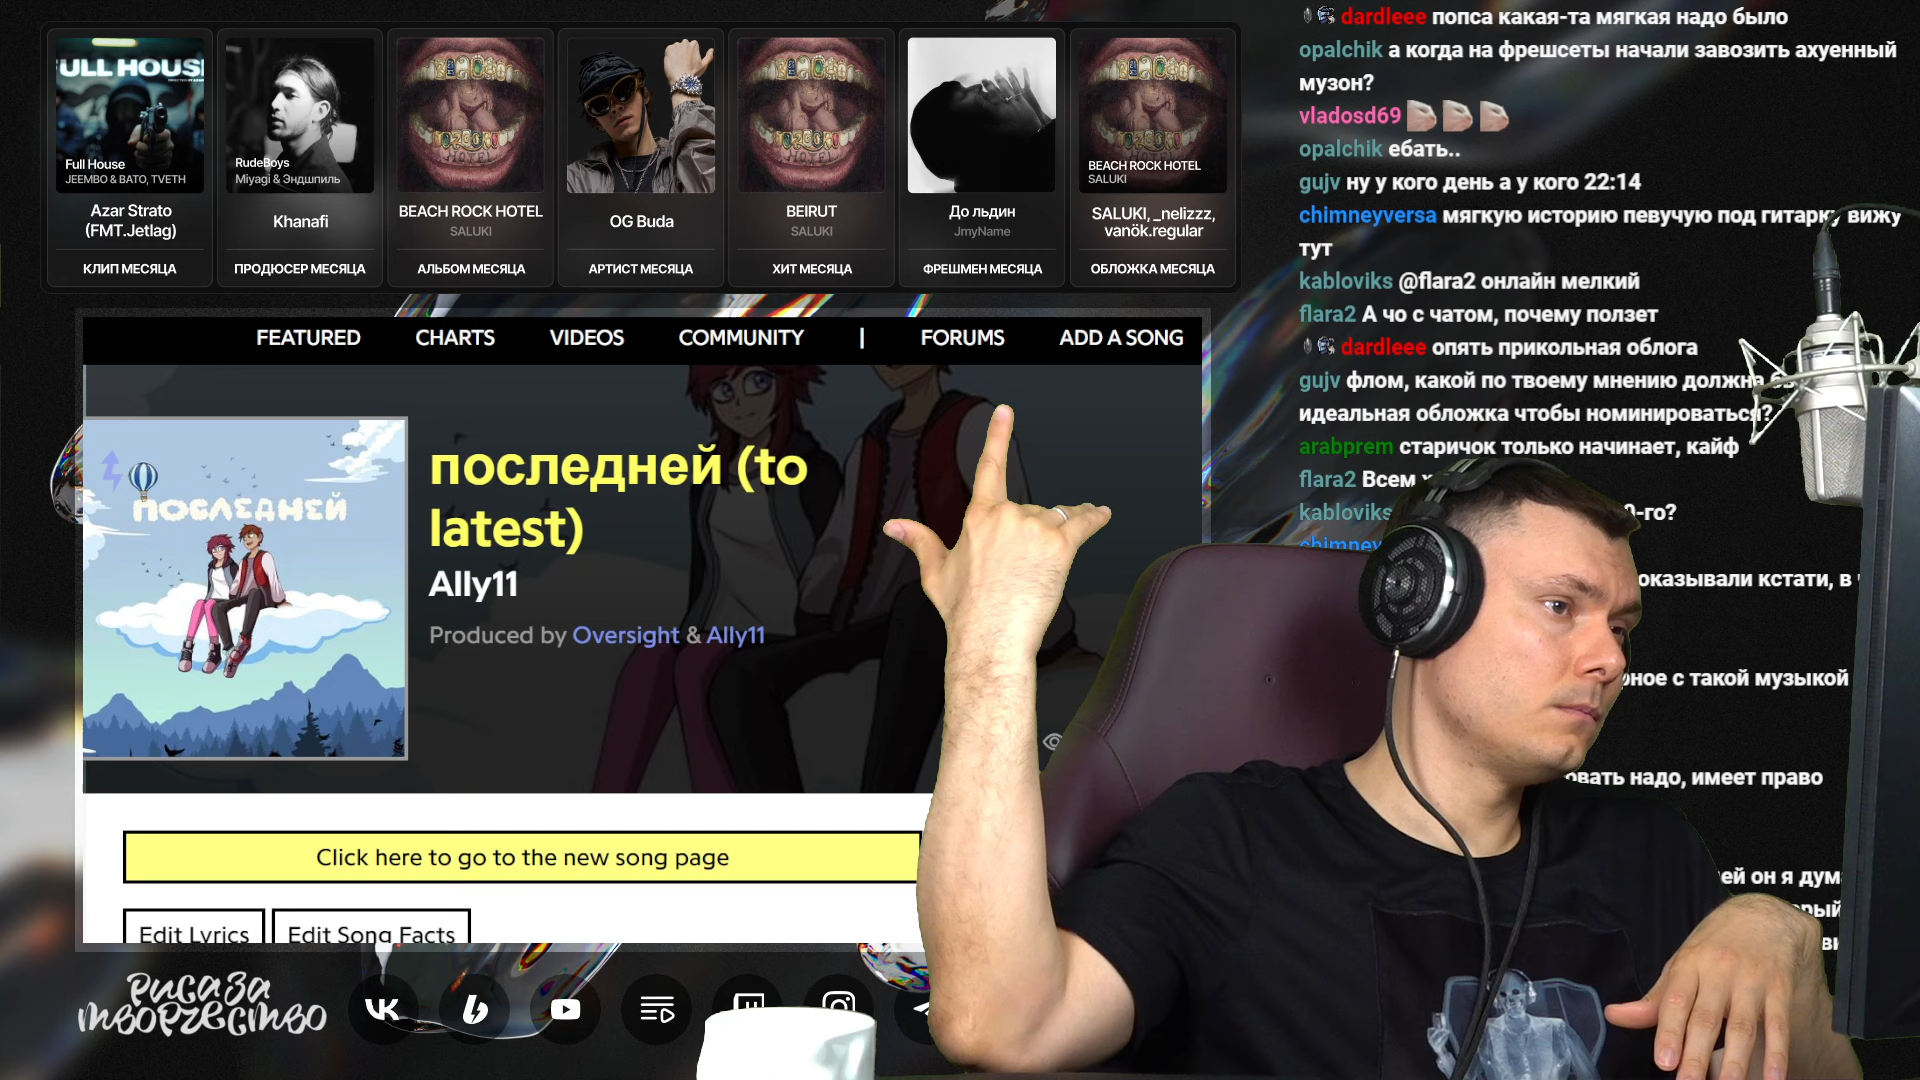 ULL HOUS
Full House
JEEMBO & BATO, TVETH
Azar Strato
(FMT.Jetlag)
КЛИП МЕСЯЦА
RudeBoys
Miyagi & Эндшпиль
Khanafi
ПРОДЮСЕР МЕСЯЦА
BEACH ROCK HOTEL
SALUKI
АЛЬБОМ МЕСЯЦА
OG Buda
АРТИСТ МЕСЯЦА
BEIRUT
SALUKI
ХИТ МЕСЯЦА
До льдин
JmyName
ФРЕШМЕН МЕСЯЦА
BEACH ROCK HOTEL
SALUKI
SALUKI, _nelizzz,
vanök.regular
ОБЛОЖКА МЕСЯЦА
FEATURED CHARTS VIDEOS COMMUNITY | FORUMS ADD A SONG
ПОСЛЕДНЕЙ
последней (to
latest)
Ally11
Produced by Oversight & Ally11
Click here to go to the new song page
Edit Lyrics Edit Song Facts
РИСА ЗА
ТВОРЧЕСТВО
dardleee попса какая-та мягкая надо было
opalchik а когда на фрешсеты начали завозить ахуенный
музон?
vladosd69
opalchik ебать..
gujv ну у кого день а у кого 22:14
chimneyversa мягкую историю певучую под гитарку вижу
тут
kabloviks @flara2 онлайн мелкий
flara2 А чо с чатом, почему ползет
dardleee опять прикольная облога
gujv флом, какой по твоему мнению должна
идеальная обложка чтобы номинироваться?
arabprem старичок только начинает, кайф
flara2 Всем
kabloviks го?
chimney
оказывали кстати, в
с такой музыкой
надо, имеет право
ей он я дум